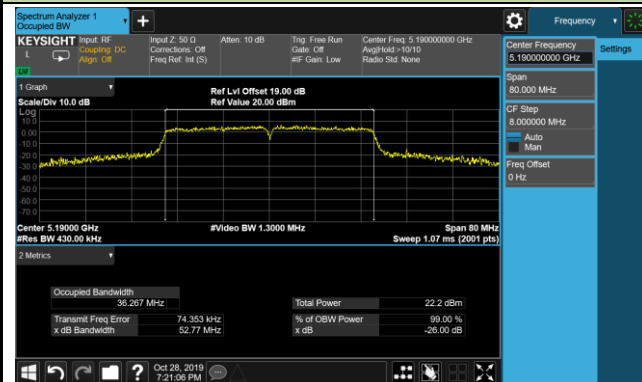 Spectrum Analyzer 1
Occupied BW
Frequency
KEYSIGHT
Input: RF
Coupling: DC
Align: Off
Input Z: 50 Ω
Corrections: Off
Freq Ref: Int (S)
Atten: 10 dB
Trig: Free Run
Gate: Off
#IF Gain: Low
Center Freq: 5.190000000 GHz
Avg|Hold:>10/10
Radio Std: None
L
Center Frequency
5.190000000 GHz
Settings
Span
80.000 MHz
CF Step
8.000000 MHz
Auto
Man
Freq Offset
0 Hz
1 Graph
Scale/Div 10.0 dB
Ref Lvl Offset 19.00 dB
Ref Value 20.00 dBm
Log
10.0
0.00
-10.0
-20.0
-30.0
-40.0
-50.0
-60.0
-70.0
Center 5.19000 GHz
#Res BW 430.00 kHz
#Video BW 1.3000 MHz
Span 80 MHz
Sweep 1.07 ms (2001 pts)
2 Metrics
Occupied Bandwidth
36.267 MHz
Transmit Freq Error 74.353 kHz
x dB Bandwidth 52.77 MHz
Total Power 22.2 dBm
% of OBW Power 99.00 %
x dB -26.00 dB
?
Oct 28, 2019
7:21:06 PM